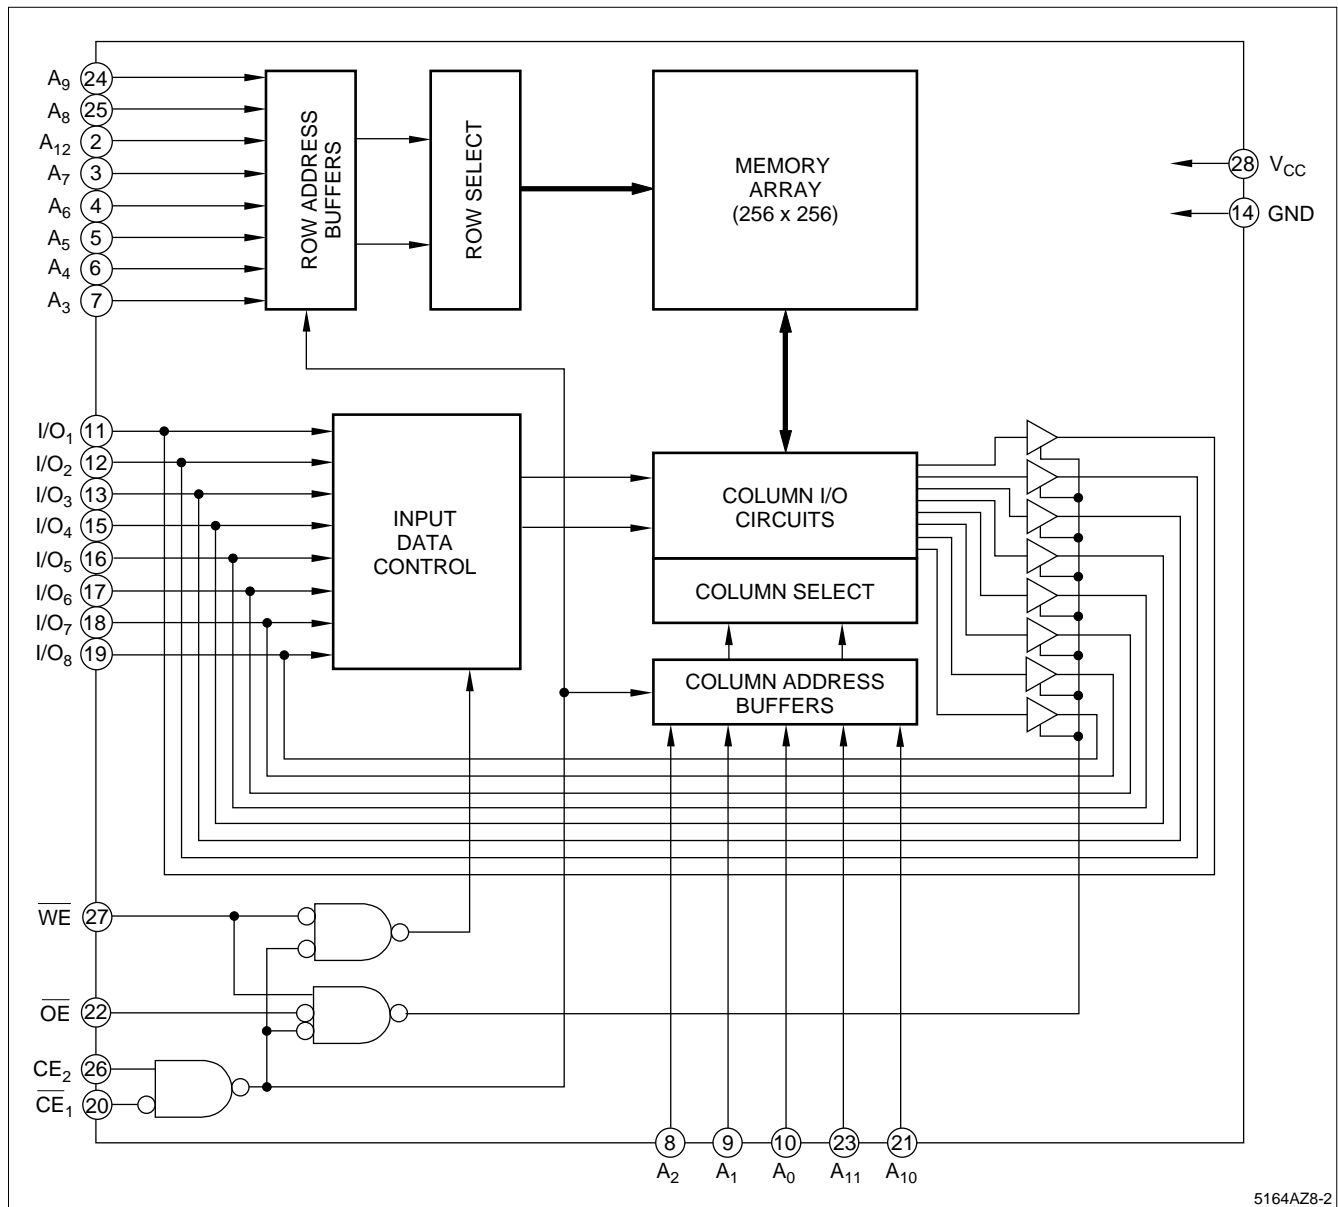 A9 24
A8 25
A12 2
A7 3
A6 4
A5 5
A4 6
A3 7
ROW ADDRESS
BUFFERS
ROW SELECT
MEMORY
ARRAY
(256 x 256)
28 VCC
14 GND
I/O1 11
I/O2 12
I/O3 13
I/O4 15
I/O5 16
I/O6 17
I/O7 18
I/O8 19
INPUT
DATA
CONTROL
COLUMN I/O
CIRCUITS
COLUMN SELECT
COLUMN ADDRESS
BUFFERS
W̅E̅ 27
O̅E̅ 22
CE2 26
C̅E̅1 20
8 9 10 23 21
A2 A1 A0 A11 A10
5164AZ8-2